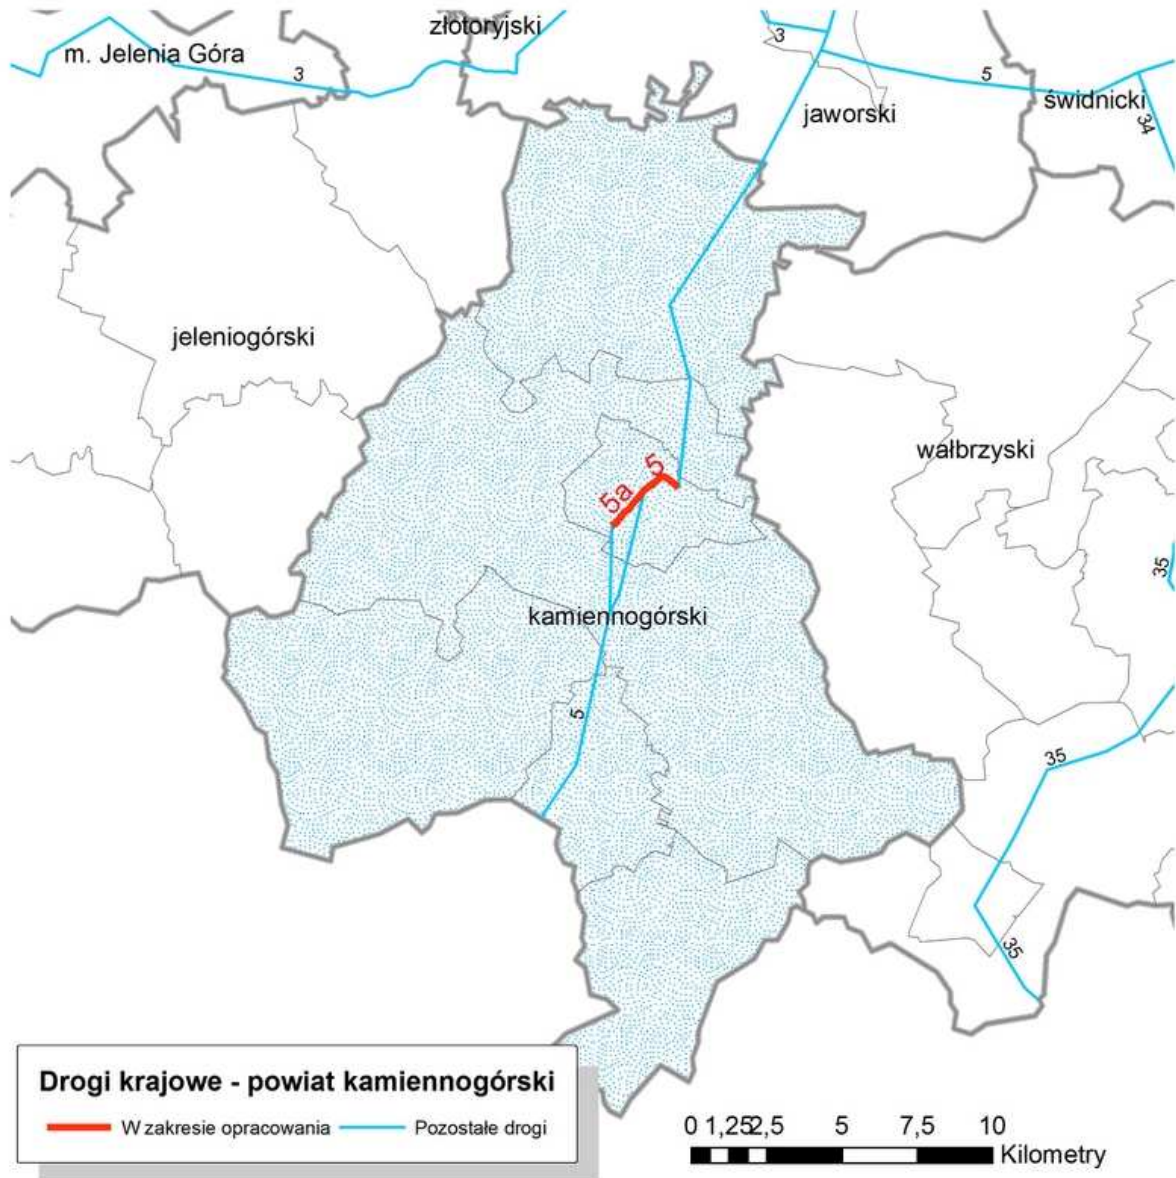 złotoryjski
m. Jelenia Góra
3
3
5
świdnicki
jaworski
34
jeleniogórski
wałbrzyski
5
5a
35
kamiennogórski
5
35
35
Drogi krajowe - powiat kamiennogórski
W zakresie opracowania
Pozostałe drogi
0 1,25 2,5 5 7,5 10
Kilometry